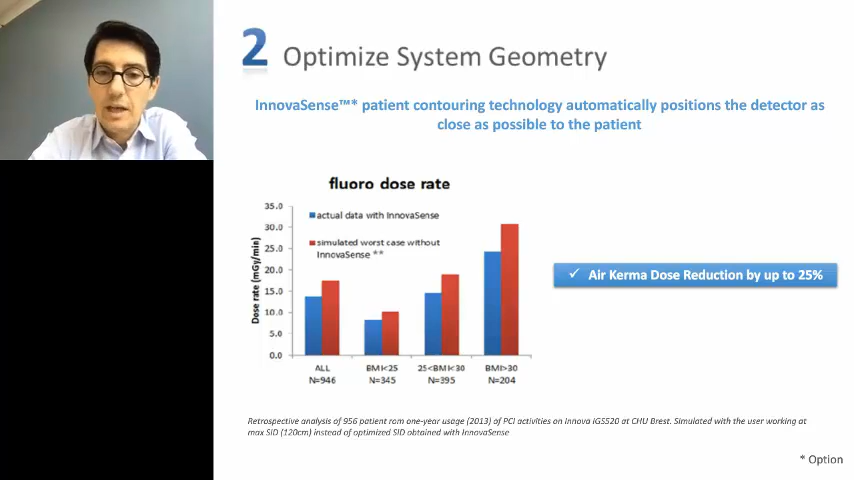 2 Optimize System Geometry
InnovaSense™* patient contouring technology automatically positions the detector as
close as possible to the patient
fluoro dose rate
35.0
30.0
25.0
20.0
15.0
10.0
5.0
0.0
Dose rate (mGy/min)
actual data with InnovaSense
simulated worst case without
InnovaSense **
ALL
N=946
BMI<25
N=345
25<BMI<30
N=395
BMI>30
N=204
✓ Air Kerma Dose Reduction by up to 25%
Retrospective analysis of 956 patient rom one-year usage (2013) of PCI activities on Innova IGS520 at CHU Brest. Simulated with the user working at
max SID (120cm) instead of optimized SID obtained with InnovaSense
* Option